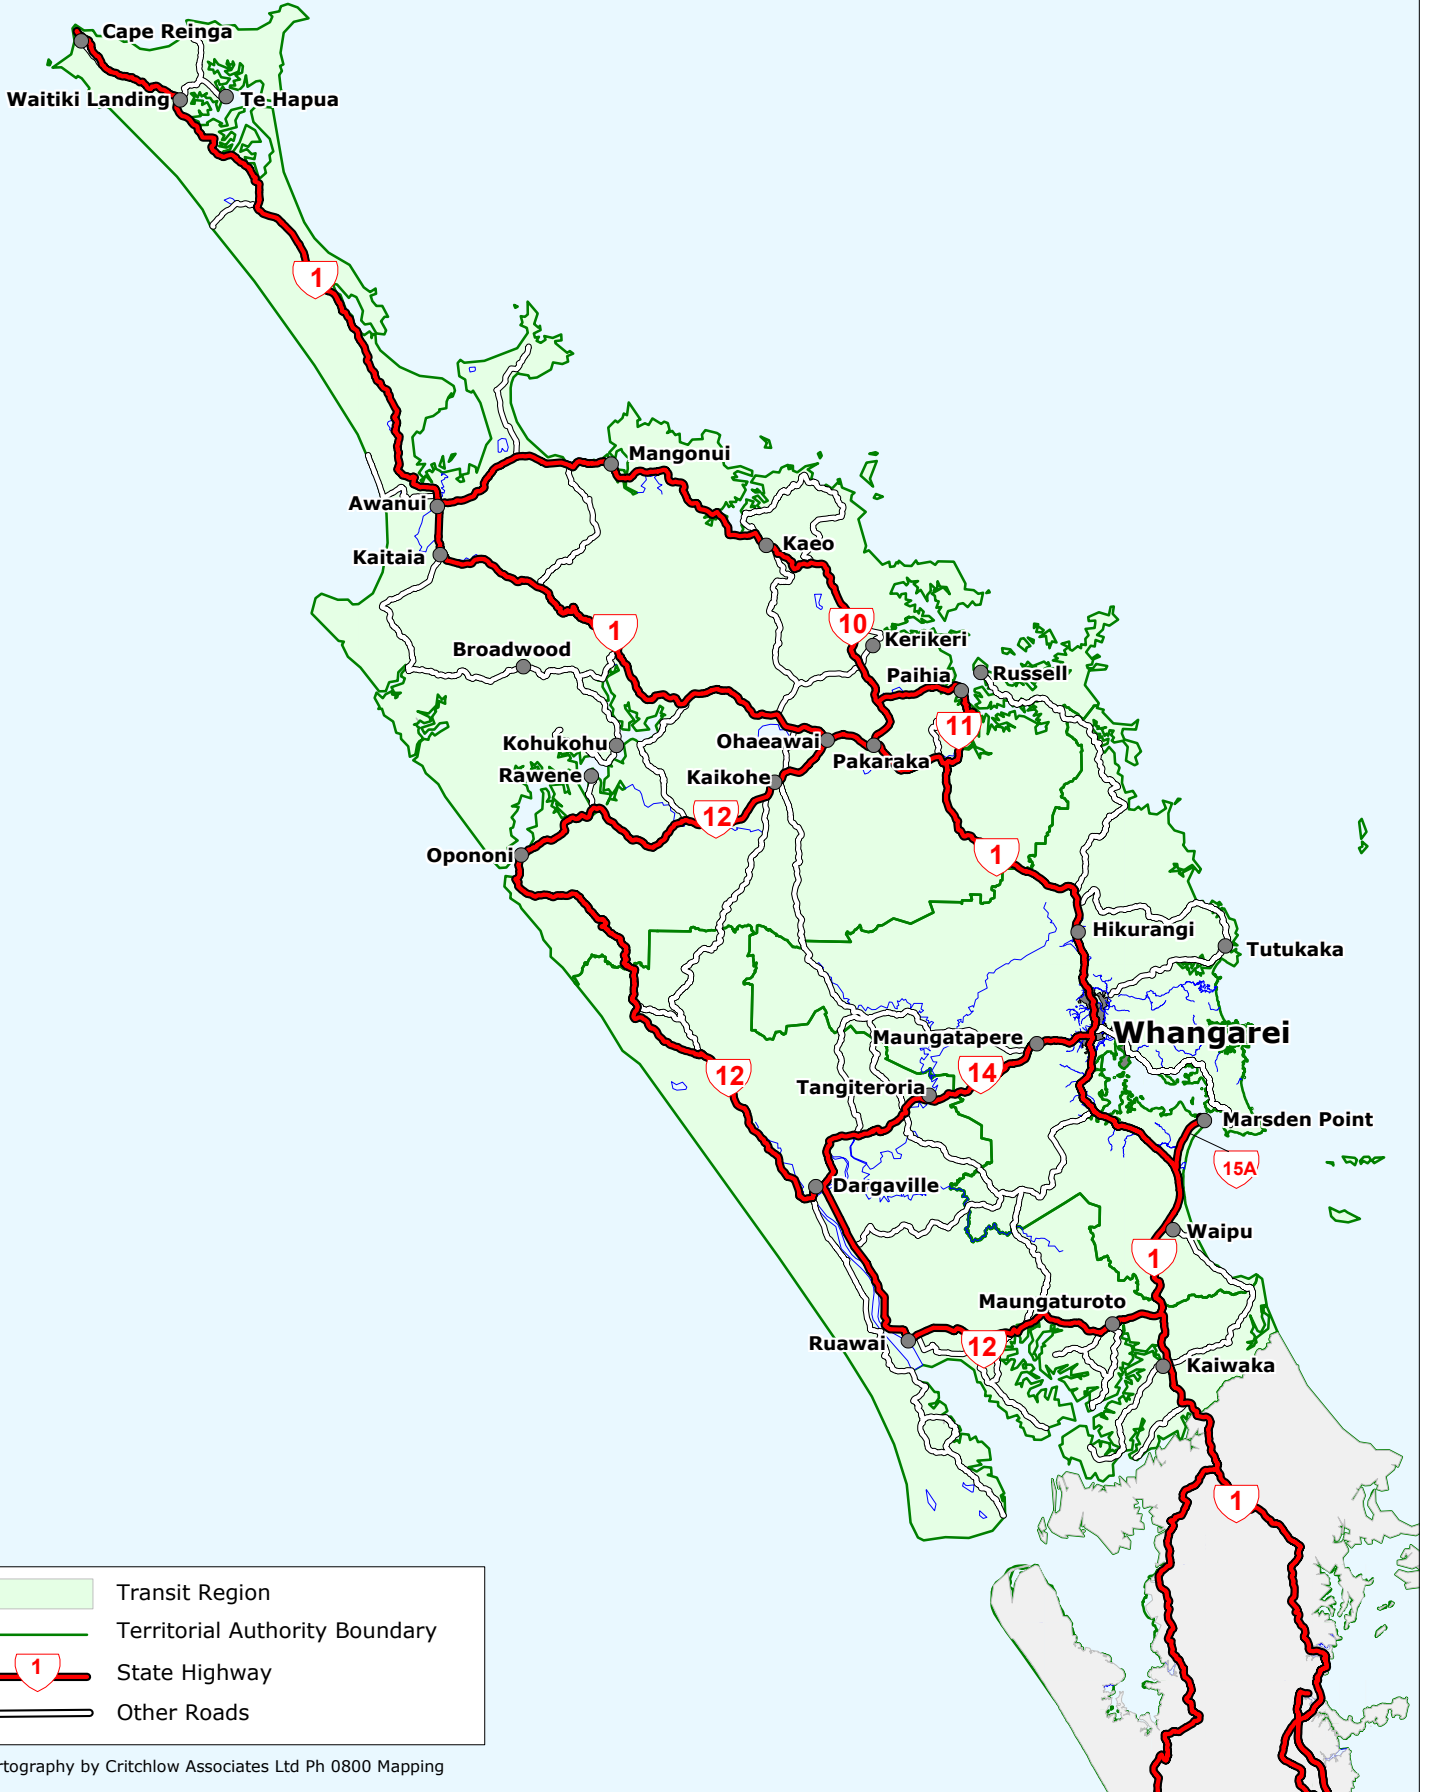 Cape Reinga
Waitiki Landing
Te-Hapua
1
Mangonui
Awanui
Kaeo
Kaitaia
10
1
Kerikeri
Broadwood
Paihia
Russell
11
Ohaeawai
Kohukohu
Pakaraka
Rawene
Kaikohe
12
Opononi
1
Hikurangi
Tutukaka
Whangarei
Maungatapere
14
12
Tangiteroria
Marsden Point
15A
Dargaville
Waipu
1
Maungaturoto
Ruawai
12
Kaiwaka
1
Transit Region
Territorial Authority Boundary
1
State Highway
Other Roads
rtography by Critchlow Associates Ltd Ph 0800 Mapping